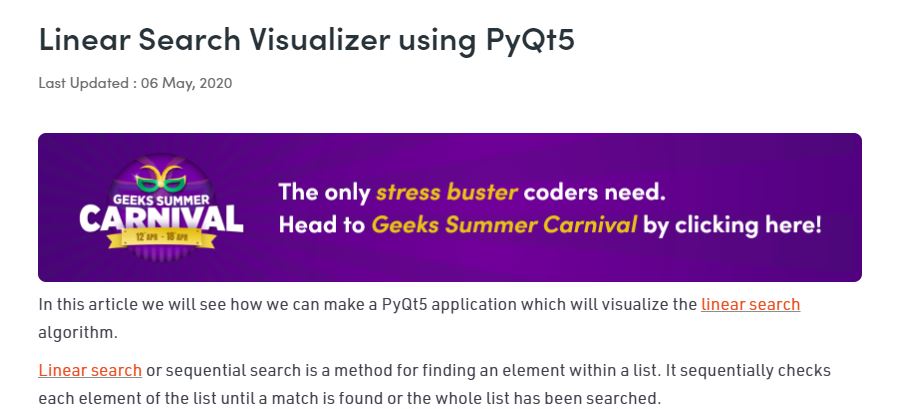 Linear Search Visualizer using PyQt5
Last Updated : 06 May, 2020
GEEKS SUMMER
CARNIVAL
12 APR - 18 APR
The only stress buster coders need.
Head to Geeks Summer Carnival by clicking here!
In this article we will see how we can make a PyQt5 application which will visualize the linear search
algorithm.
Linear search or sequential search is a method for finding an element within a list. It sequentially checks
each element of the list until a match is found or the whole list has been searched.